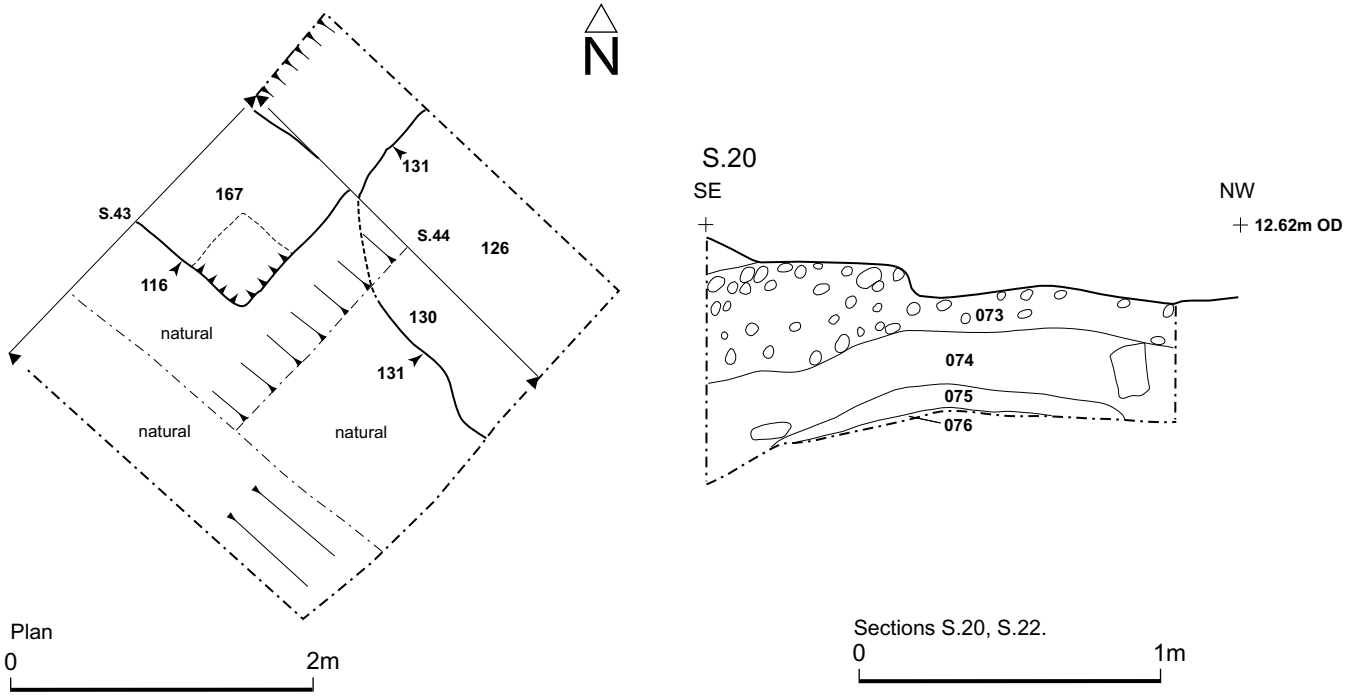 N
131
167
S.43
S.44
126
116
130
natural
131
natural
natural
Plan
0 2m
S.20
SE NW
12.62m OD
073
074
075
076
Sections S.20, S.22.
0 1m